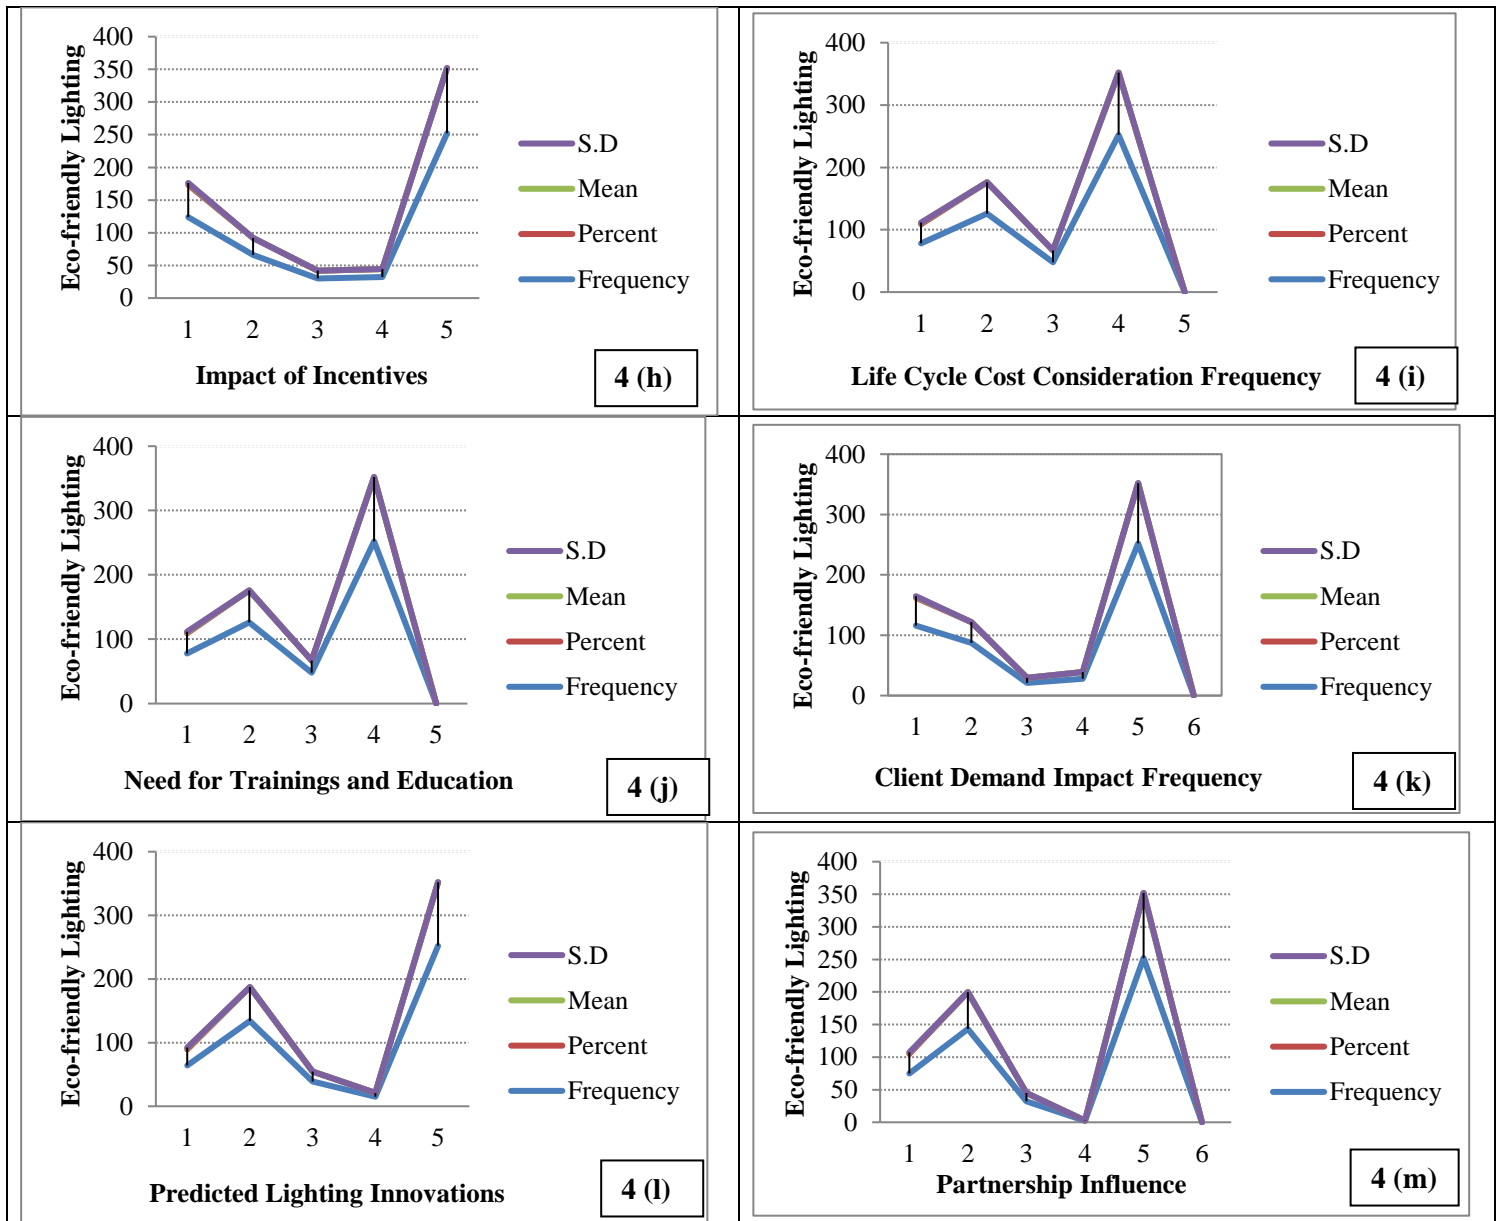 400
350
300
250
200
150
100
50
0
Eco-friendly Lighting
1 2 3 4 5
Impact of Incentives
S.D
Mean
Percent
Frequency
4 (h)
400
300
200
100
0
Eco-friendly Lighting
1 2 3 4 5
Life Cycle Cost Consideration Frequency
S.D
Mean
Percent
Frequency
4 (i)
400
300
200
100
0
Eco-friendly Lighting
1 2 3 4 5
Need for Trainings and Education
S.D
Mean
Percent
Frequency
4 (j)
400
300
200
100
0
Eco-friendly Lighting
1 2 3 4 5 6
Client Demand Impact Frequency
S.D
Mean
Percent
Frequency
4 (k)
400
300
200
100
0
Eco-friendly Lighting
1 2 3 4 5
Predicted Lighting Innovations
S.D
Mean
Percent
Frequency
4 (l)
400
350
300
250
200
150
100
50
0
Eco-friendly Lighting
1 2 3 4 5 6
Partnership Influence
S.D
Mean
Percent
Frequency
4 (m)